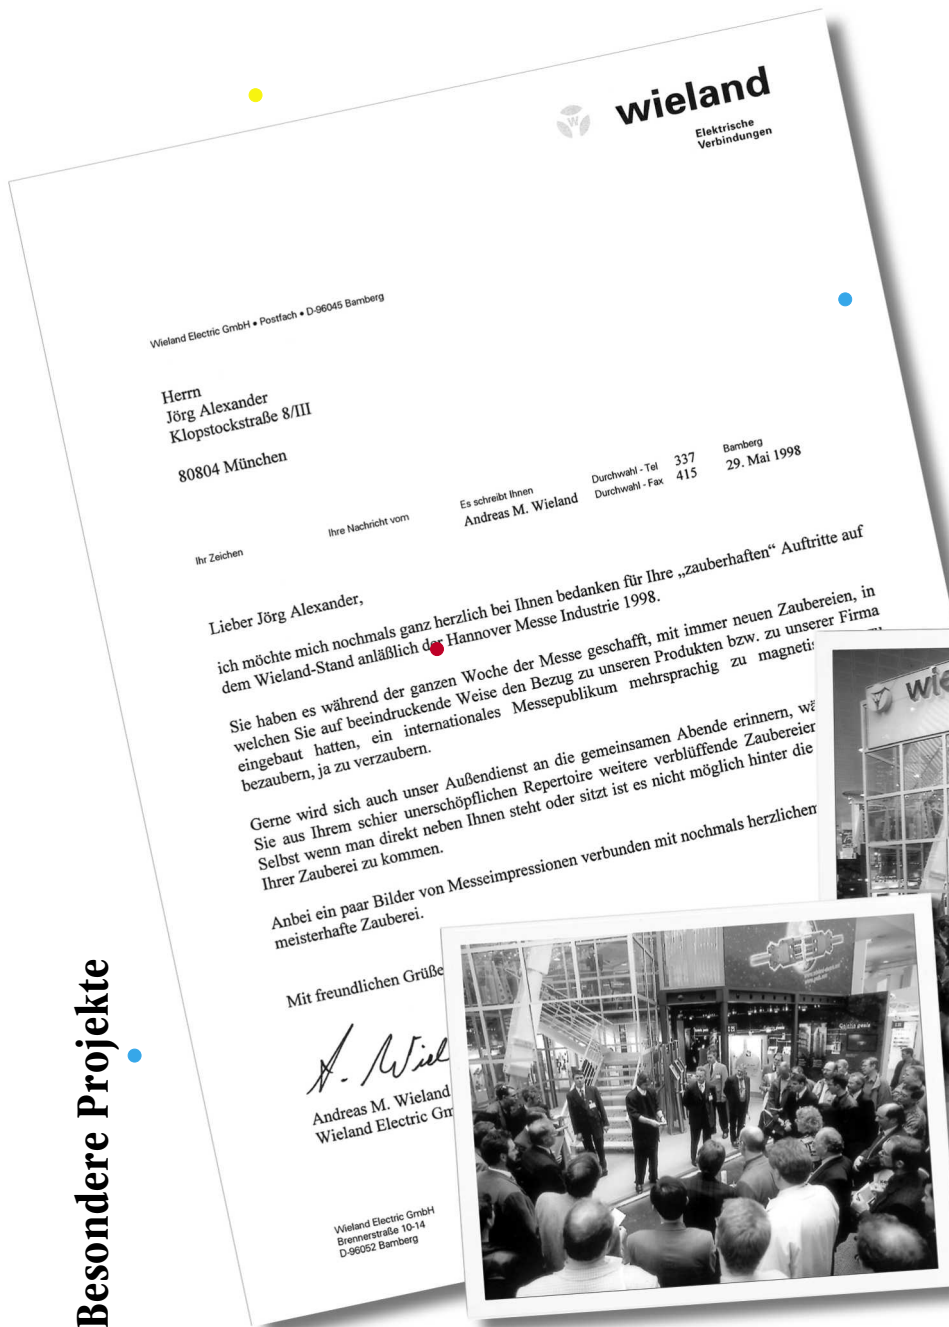 wieland
Elektrische
Verbindungen
Wieland Electric GmbH • Postfach • D-96045 Bamberg
Herrn
Jörg Alexander
Klopstockstraße 8/III
80804 München
Ihr Zeichen
Ihre Nachricht vom
Es schreibt Ihnen
Andreas M. Wieland
Durchwahl - Tel 337
Durchwahl - Fax 415
Bamberg
29. Mai 1998
Lieber Jörg Alexander,
ich möchte mich nochmals ganz herzlich bei Ihnen bedanken für Ihre „zauberhaften“ Auftritte auf
dem Wieland-Stand anläßlich der Hannover Messe Industrie 1998.
Sie haben es während der ganzen Woche der Messe geschafft, mit immer neuen Zaubereien, in
welchen Sie auf beeindruckende Weise den Bezug zu unseren Produkten bzw. zu unserer Firma
eingebaut hatten, ein internationales Messepublikum mehrsprachig zu
bezaubern, ja zu verzaubern.
Gerne wird sich auch unser Außendienst an die gemeinsamen Abende erinnern,
Sie aus Ihrem schier unerschöpflichen Repertoire weitere verblüffende
Selbst wenn man direkt neben Ihnen steht oder sitzt ist es nicht möglich hinter die
Ihrer Zauberei zu kommen.
Anbei ein paar Bilder von Messeimpressionen verbunden mit nochmals herzlichem
meisterhafte Zauberei.
Mit freundlichen Grüße
A. Wiel
Andreas M. Wieland
Wieland Electric Gm
Wieland Electric GmbH
Brennerstraße 10-14
D-96052 Bamberg
wie
Besondere Projekte